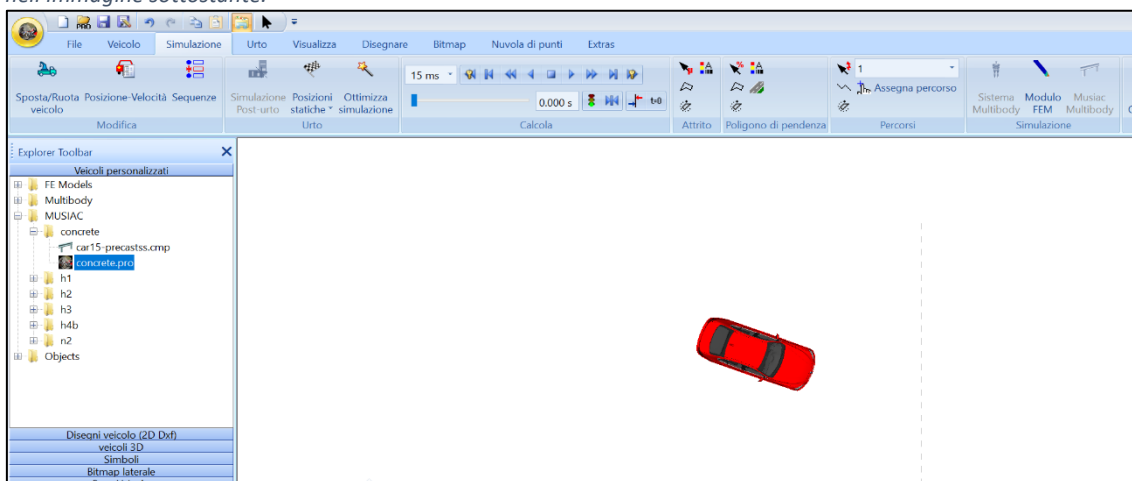 nell'immagine sottostante.
File Veicolo Simulazione Urto Visualizza Disegnare Bitmap Nuvola di punti Extras
15 ms
1
Sposta/Ruota veicolo
Posizione-Velocità
Sequenze
Simulazione Post-urto
Posizioni statiche
Ottimizza simulazione
0.000 s
t=0
Assegna percorso
Sistema Multibody
Modulo FEM
Musiac Multibody
Modifica Urto Calcola Attrito Poligono di pendenza Percorsi Simulazione
Explorer Toolbar
Veicoli personalizzati
FE Models
Multibody
MUSIAC
concrete
car15-precastss.cmp
concrete.pro
h1
h2
h3
h4b
n2
Objects
Disegni veicolo (2D Dxf)
veicoli 3D
Simboli
Bitmap laterale